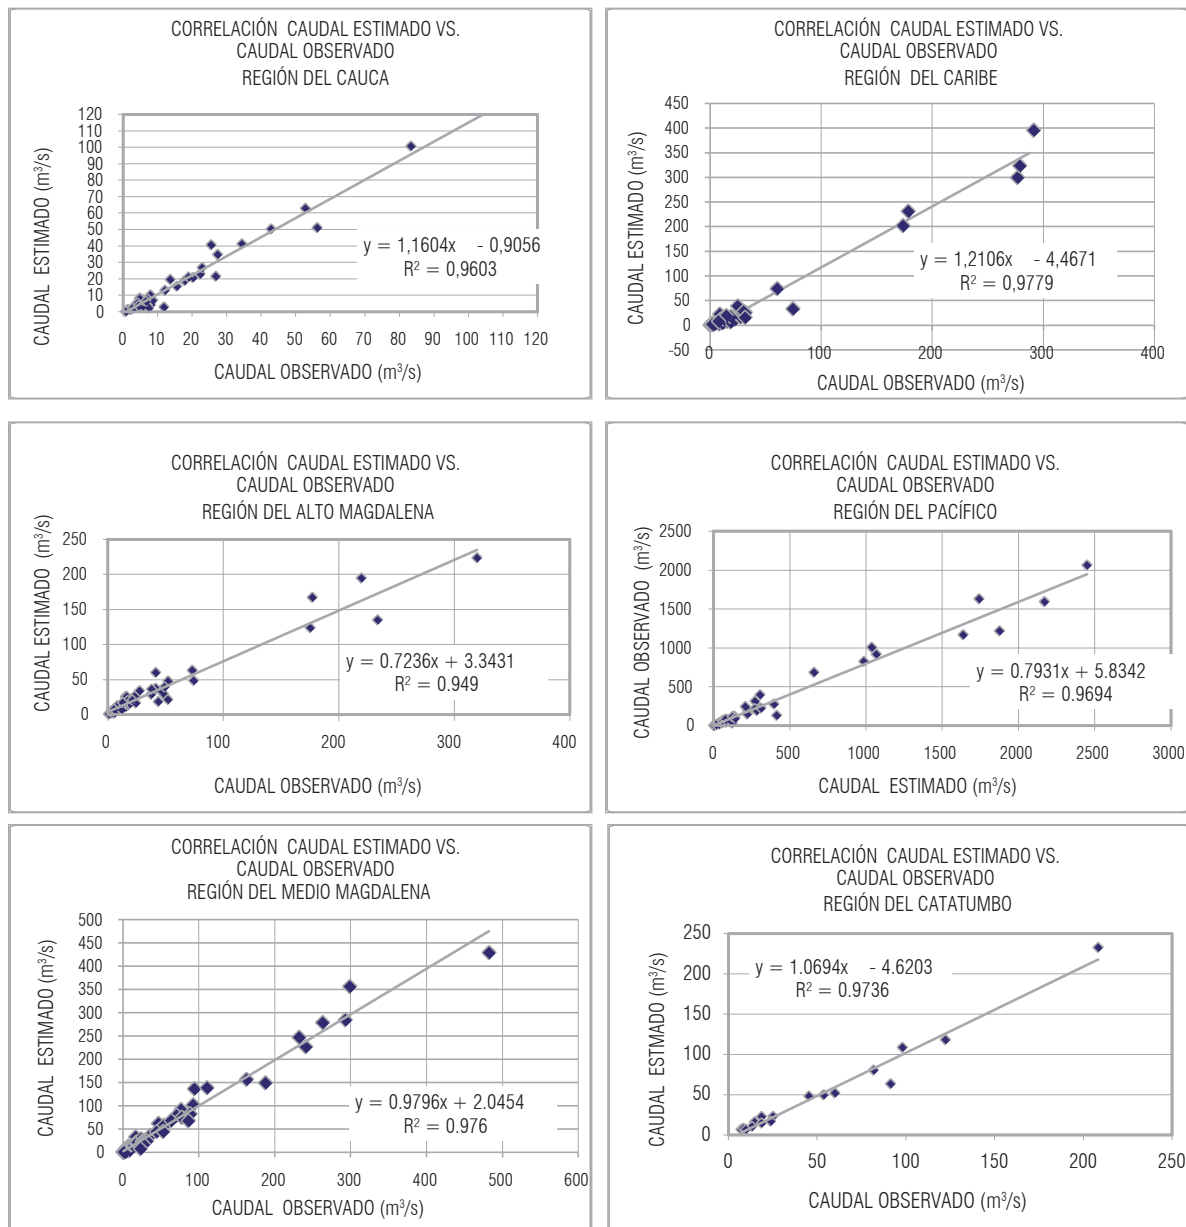 CORRELACIÓN CAUDAL ESTIMADO VS.
CAUDAL OBSERVADO
REGIÓN DEL CAUCA
CAUDAL ESTIMADO (m³/s)
120
110
100
90
80
70
60
50
40
30
20
10
0
y = 1,1604x - 0,9056
R² = 0,9603
0 10 20 30 40 50 60 70 80 90 100 110 120
CAUDAL OBSERVADO (m³/s)
CORRELACIÓN CAUDAL ESTIMADO VS.
CAUDAL OBSERVADO
REGIÓN DEL CARIBE
CAUDAL ESTIMADO (m³/s)
450
400
350
300
250
200
150
100
50
0
-50
y = 1,2106x - 4,4671
R² = 0,9779
0 100 200 300 400
CAUDAL OBSERVADO (m³/s)
CORRELACIÓN CAUDAL ESTIMADO VS.
CAUDAL OBSERVADO
REGIÓN DEL ALTO MAGDALENA
CAUDAL ESTIMADO (m³/s)
250
200
150
100
50
0
y = 0.7236x + 3.3431
R² = 0.949
0 100 200 300 400
CAUDAL OBSERVADO (m³/s)
CORRELACIÓN CAUDAL ESTIMADO VS.
CAUDAL OBSERVADO
REGIÓN DEL PACÍFICO
CAUDAL OBSERVADO (m³/s)
2500
2000
1500
1000
500
0
y = 0.7931x + 5.8342
R² = 0.9694
0 500 1000 1500 2000 2500 3000
CAUDAL ESTIMADO (m³/s)
CORRELACIÓN CAUDAL ESTIMADO VS.
CAUDAL OBSERVADO
REGIÓN DEL MEDIO MAGDALENA
CAUDAL ESTIMADO (m³/s)
500
450
400
350
300
250
200
150
100
50
0
y = 0.9796x + 2.0454
R² = 0.976
0 100 200 300 400 500 600
CAUDAL OBSERVADO (m³/s)
CORRELACIÓN CAUDAL ESTIMADO VS.
CAUDAL OBSERVADO
REGIÓN DEL CATATUMBO
CAUDAL ESTMADO (m³/s)
250
200
150
100
50
0
y = 1.0694x - 4.6203
R² = 0.9736
0 50 100 150 200 250
CAUDAL OBSERVADO (m³/s)